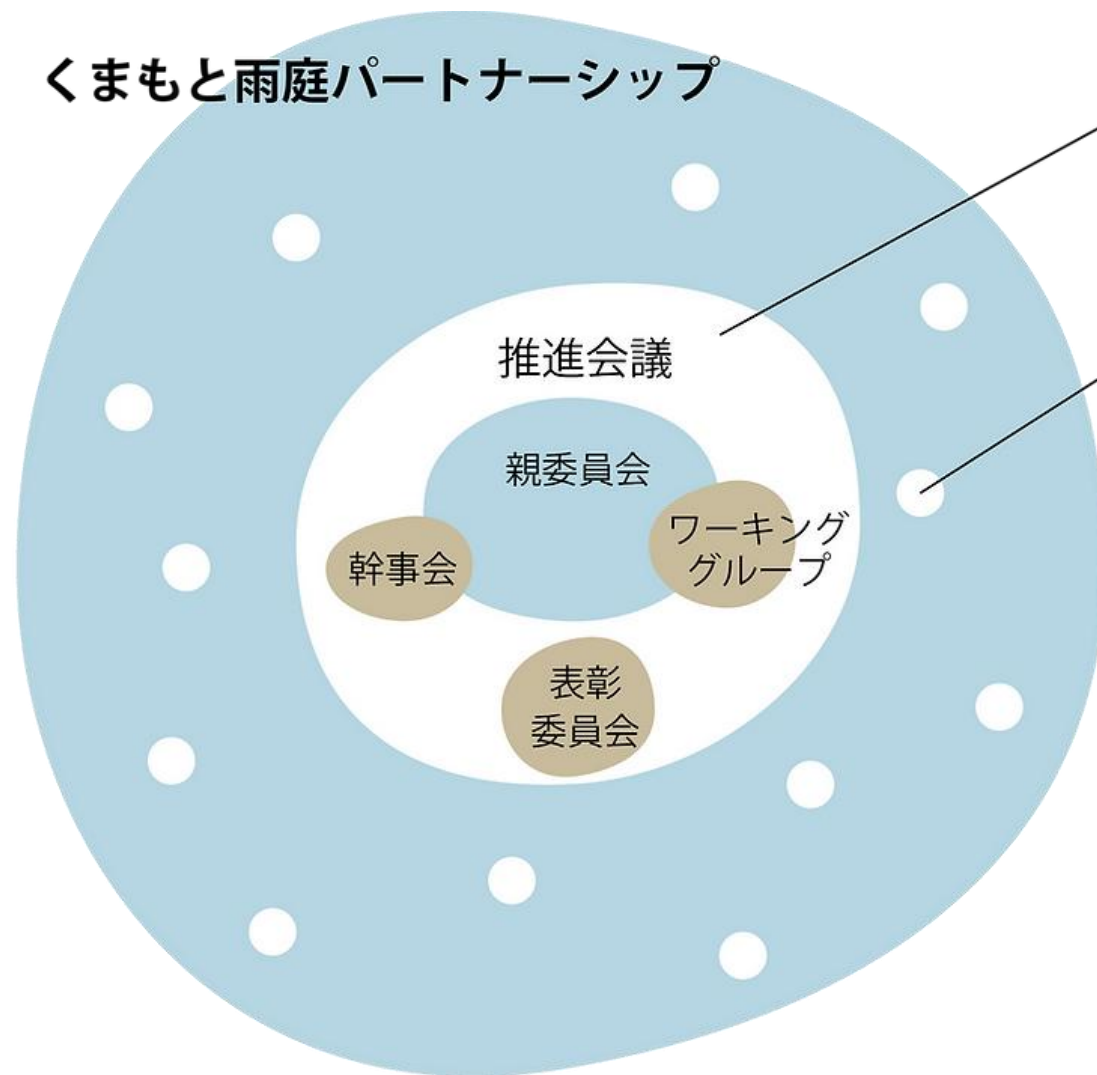 くまもと雨庭パートナーシップ
推進会議
親委員会
ワーキング
グループ
幹事会
表彰
委員会